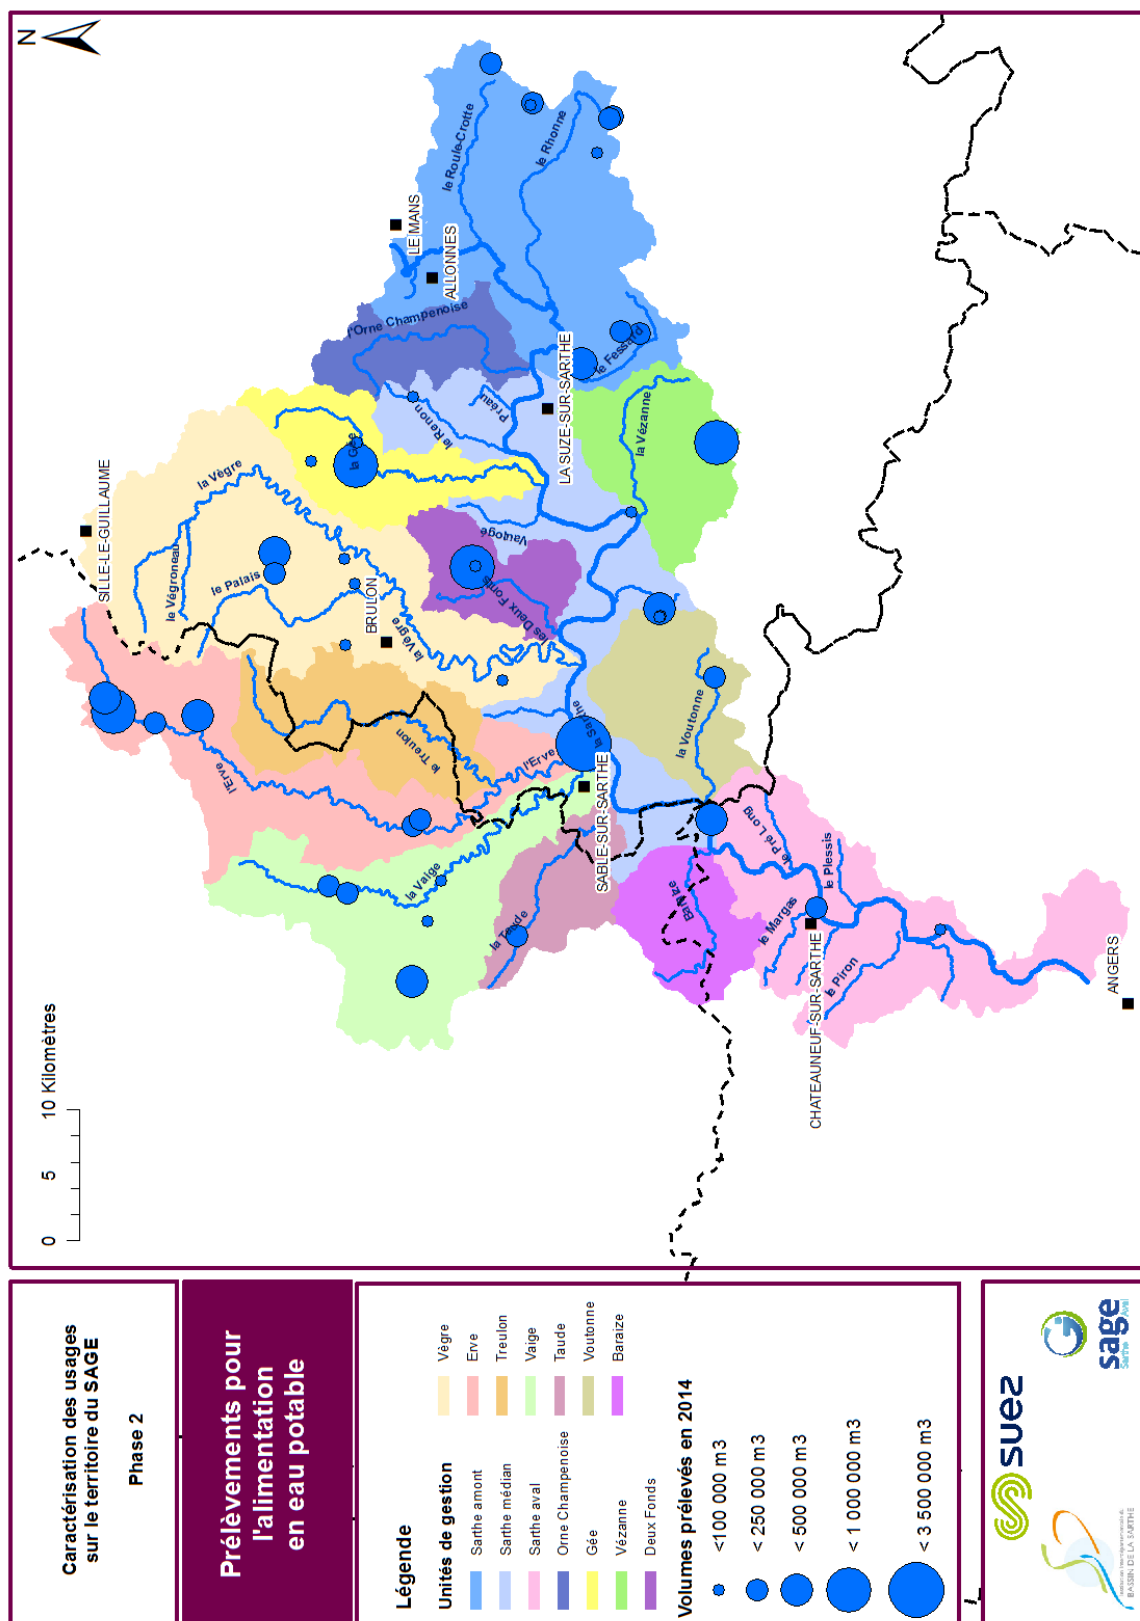 Caractérisation des usages
sur le territoire du SAGE
Phase 2
Prélèvements pour
l'alimentation
en eau potable
Légende
Unités de gestion
Sarthe amont
Sarthe médian
Sarthe aval
Orne Champenoise
Gée
Vézanne
Deux Fonds
Vègre
Erve
Treulon
Vaige
Taude
Voutonne
Baraize
Volumes prélevés en 2014
<100 000 m3
< 250 000 m3
< 500 000 m3
< 1 000 000 m3
< 3 500 000 m3
suez
sage
Sarthe Aval
BASSIN DE LA SARTHE
0 5 10 Kilomètres
N
SILLE-LE-GUILLAUME
LE MANS
ALLONNES
BRULON
LA SUZE-SUR-SARTHE
SABLE-SUR-SARTHE
CHATEAUNEUF-SUR-SARTHE
ANGERS
le Roule-Crotte
le Rhonne
l'Orne Champenoise
le Fessard
le Renon
Préau
la Gée
la Vézanne
la Vègre
le Végroneau
le Palais
la Vègre
Vautogé
les Deux Fonts
l'Erve
le Treulon
l'Erve
la Sarthe
la Voutonne
la Vaige
la Taude
Baraize
le Pré Long
le Plessis
le Margas
le Piron